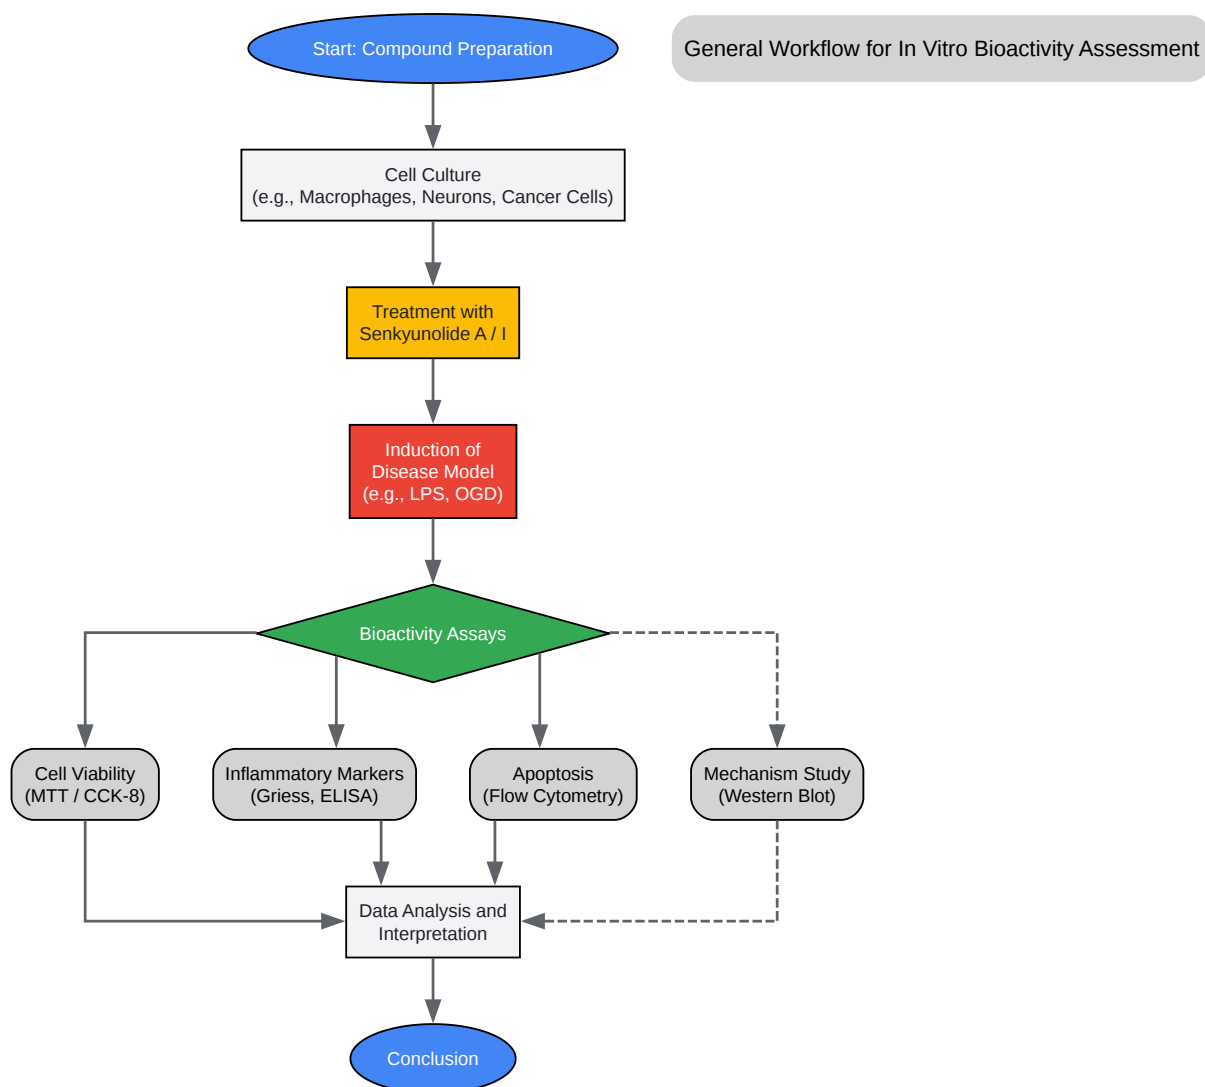 Start: Compound Preparation
General Workflow for In Vitro Bioactivity Assessment
Cell Culture
(e.g., Macrophages, Neurons, Cancer Cells)
Treatment with
Senkyunolide A / I
Induction of
Disease Model
(e.g., LPS, OGD)
Bioactivity Assays
Cell Viability
(MTT / CCK-8)
Inflammatory Markers
(Griess, ELISA)
Apoptosis
(Flow Cytometry)
Mechanism Study
(Western Blot)
Data Analysis and
Interpretation
Conclusion